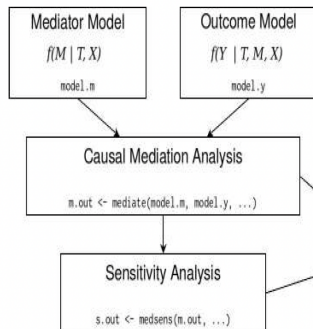 Mediator Model
f(M | T, X)
model.m
Outcome Model
f(Y | T, M, X)
model.y
Causal Mediation Analysis
m.out <- mediate(model.m, model.y, ...)
Sensitivity Analysis
s.out <- medsens(m.out, ...)